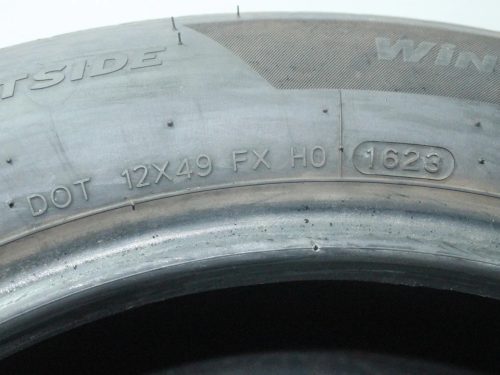 TSIDE WIN
DOT 12X49 FX H0 1623